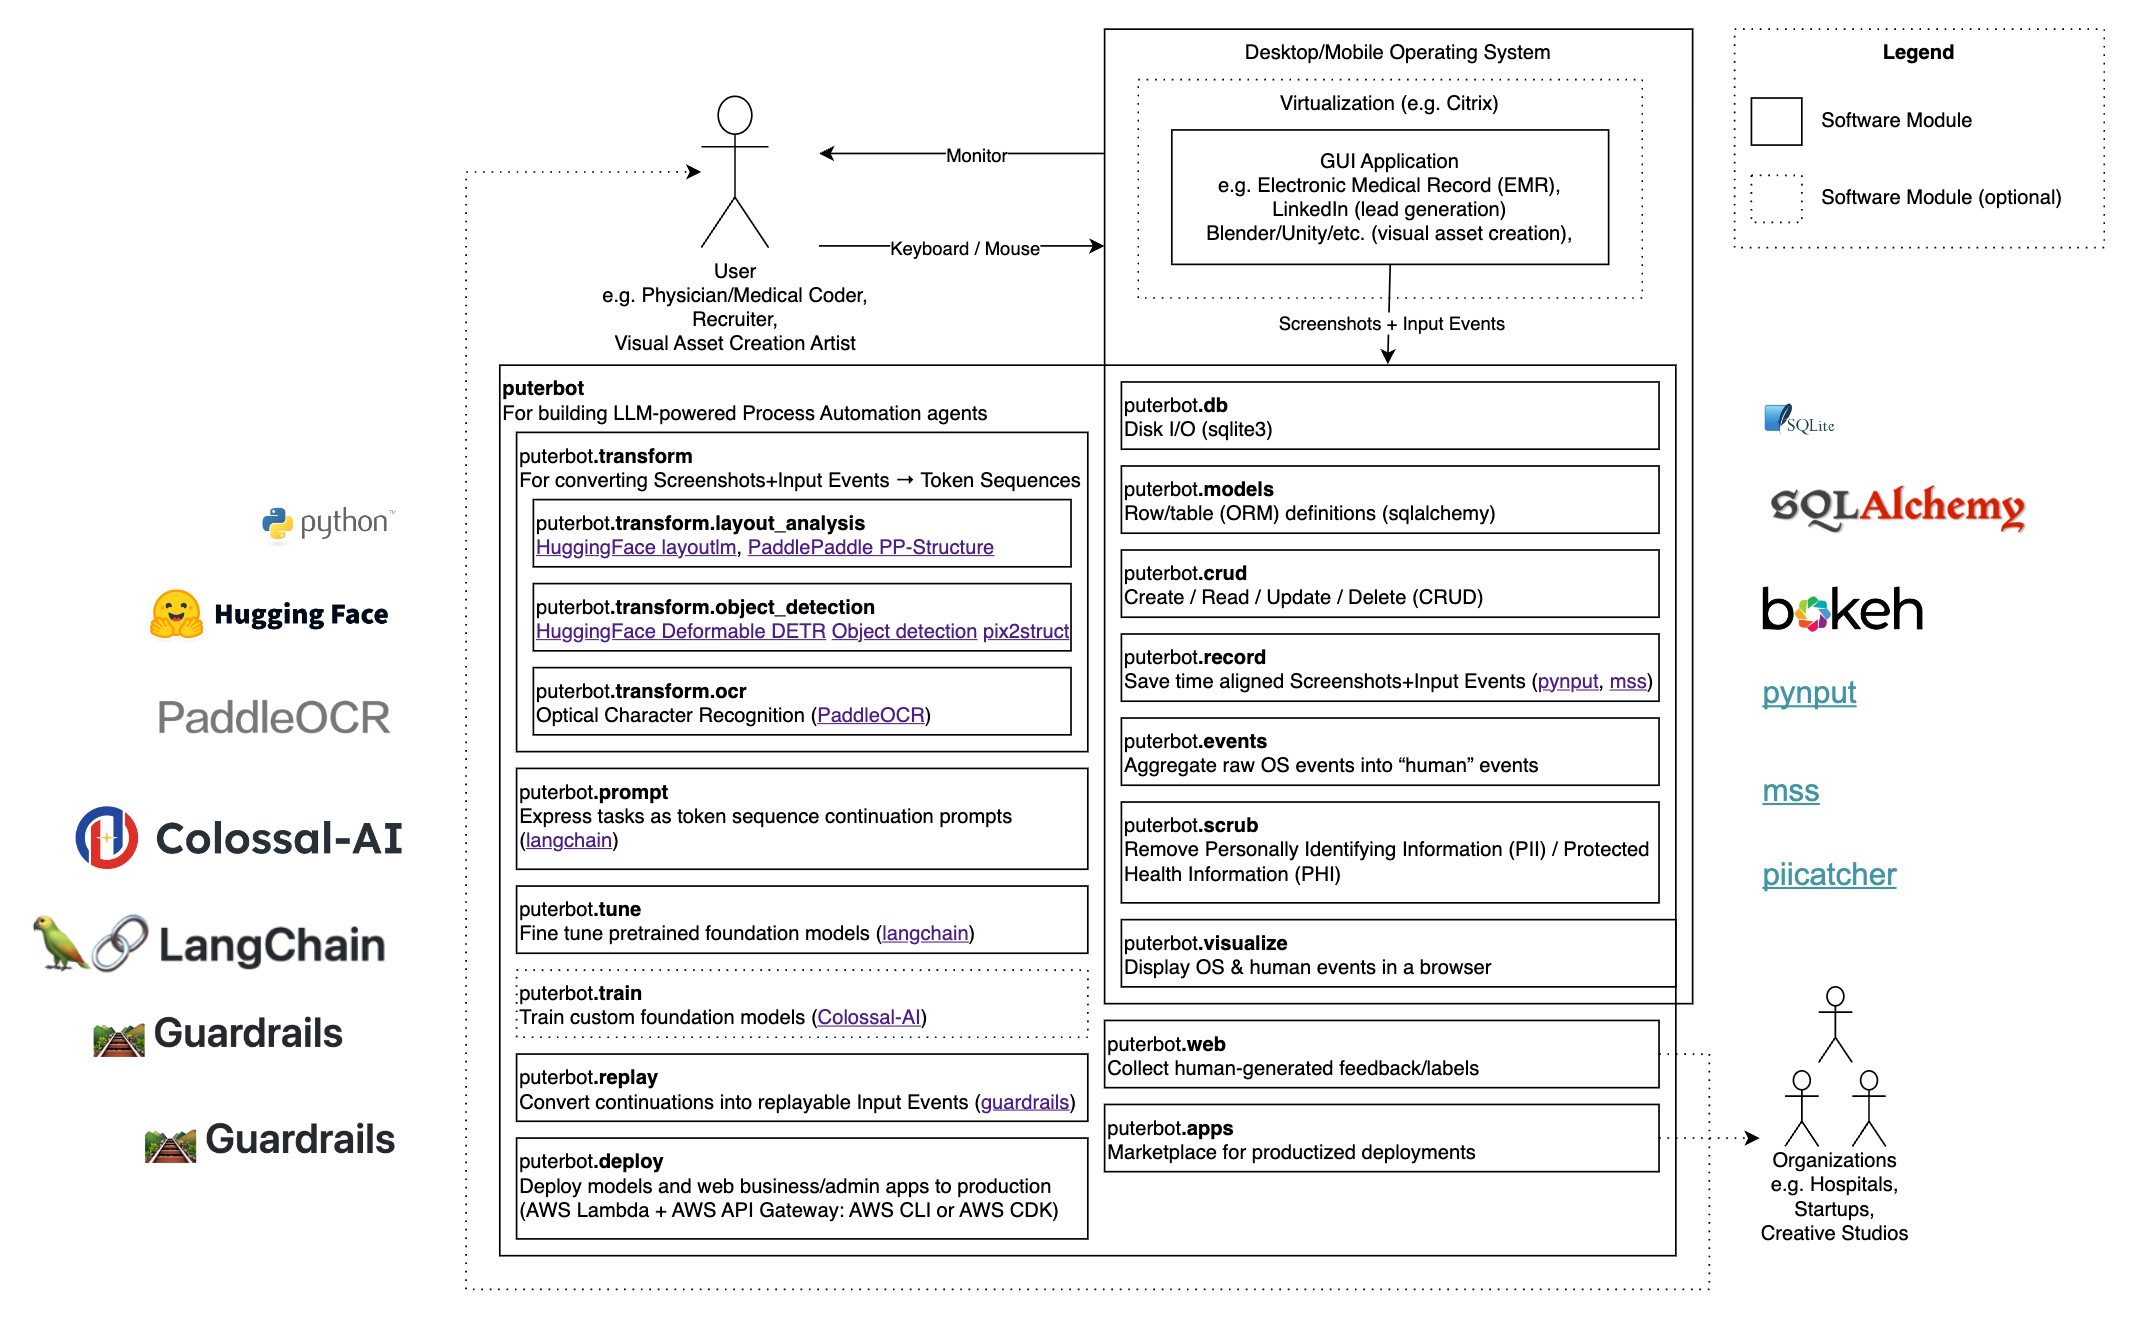 Desktop/Mobile Operating System
Virtualization (e.g. Citrix)
GUI Application
e.g. Electronic Medical Record (EMR),
LinkedIn (lead generation)
Blender/Unity/etc. (visual asset creation),
Legend
Software Module
Software Module (optional)
Monitor
Keyboard / Mouse
User
e.g. Physician/Medical Coder,
Recruiter,
Visual Asset Creation Artist
Screenshots + Input Events
puterbot
For building LLM-powered Process Automation agents
puterbot.transform
For converting Screenshots+Input Events → Token Sequences
puterbot.transform.layout_analysis
HuggingFace layoutlm, PaddlePaddle PP-Structure
puterbot.transform.object_detection
HuggingFace Deformable DETR Object detection pix2struct
puterbot.transform.ocr
Optical Character Recognition (PaddleOCR)
puterbot.prompt
Express tasks as token sequence continuation prompts
(langchain)
puterbot.tune
Fine tune pretrained foundation models (langchain)
puterbot.train
Train custom foundation models (Colossal-AI)
puterbot.replay
Convert continuations into replayable Input Events (guardrails)
puterbot.deploy
Deploy models and web business/admin apps to production
(AWS Lambda + AWS API Gateway: AWS CLI or AWS CDK)
puterbot.db
Disk I/O (sqlite3)
puterbot.models
Row/table (ORM) definitions (sqlalchemy)
puterbot.crud
Create / Read / Update / Delete (CRUD)
puterbot.record
Save time aligned Screenshots+Input Events (pynput, mss)
puterbot.events
Aggregate raw OS events into “human” events
puterbot.scrub
Remove Personally Identifying Information (PII) / Protected
Health Information (PHI)
puterbot.visualize
Display OS & human events in a browser
puterbot.web
Collect human-generated feedback/labels
puterbot.apps
Marketplace for productized deployments
python™
Hugging Face
PaddleOCR
Colossal-AI
LangChain
Guardrails
Guardrails
SQLite
SQLAlchemy
bokeh
pynput
mss
piicatcher
Organizations
e.g. Hospitals,
Startups,
Creative Studios